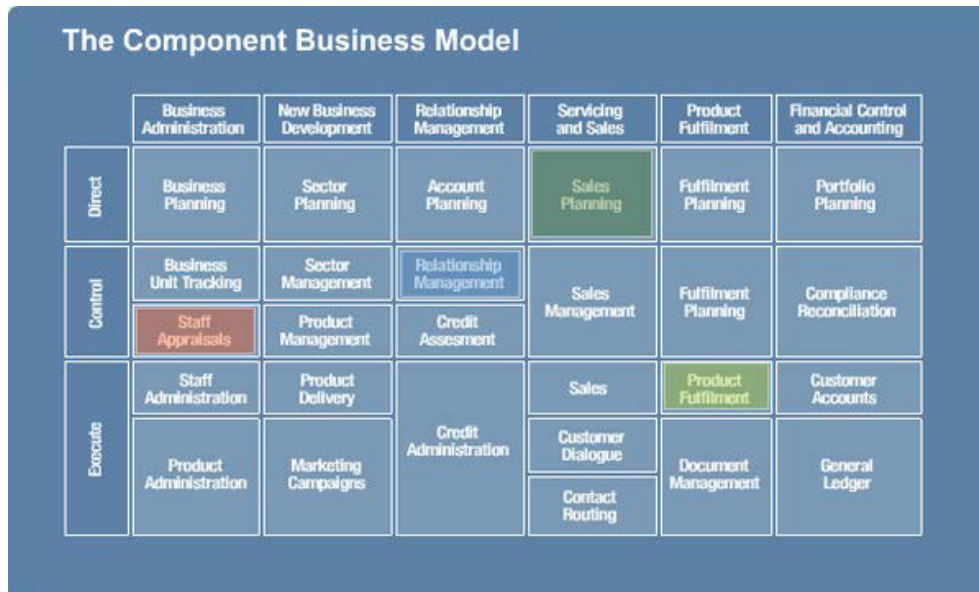 The Component Business Model
Business
Administration
New Business
Development
Relationship
Management
Servicing
and Sales
Product
Fulfilment
Financial Control
and Accounting
Direct
Business
Planning
Sector
Planning
Account
Planning
Sales
Planning
Fulfilment
Planning
Portfolio
Planning
Control
Business
Unit Tracking
Sector
Management
Relationship
Management
Sales
Management
Fulfilment
Planning
Compliance
Reconciliation
Staff
Appraisals
Product
Management
Credit
Assesment
Execute
Staff
Administration
Product
Delivery
Credit
Administration
Sales
Product
Fulfilment
Customer
Accounts
Product
Administration
Marketing
Campaigns
Customer
Dialogue
Document
Management
General
Ledger
Contact
Routing